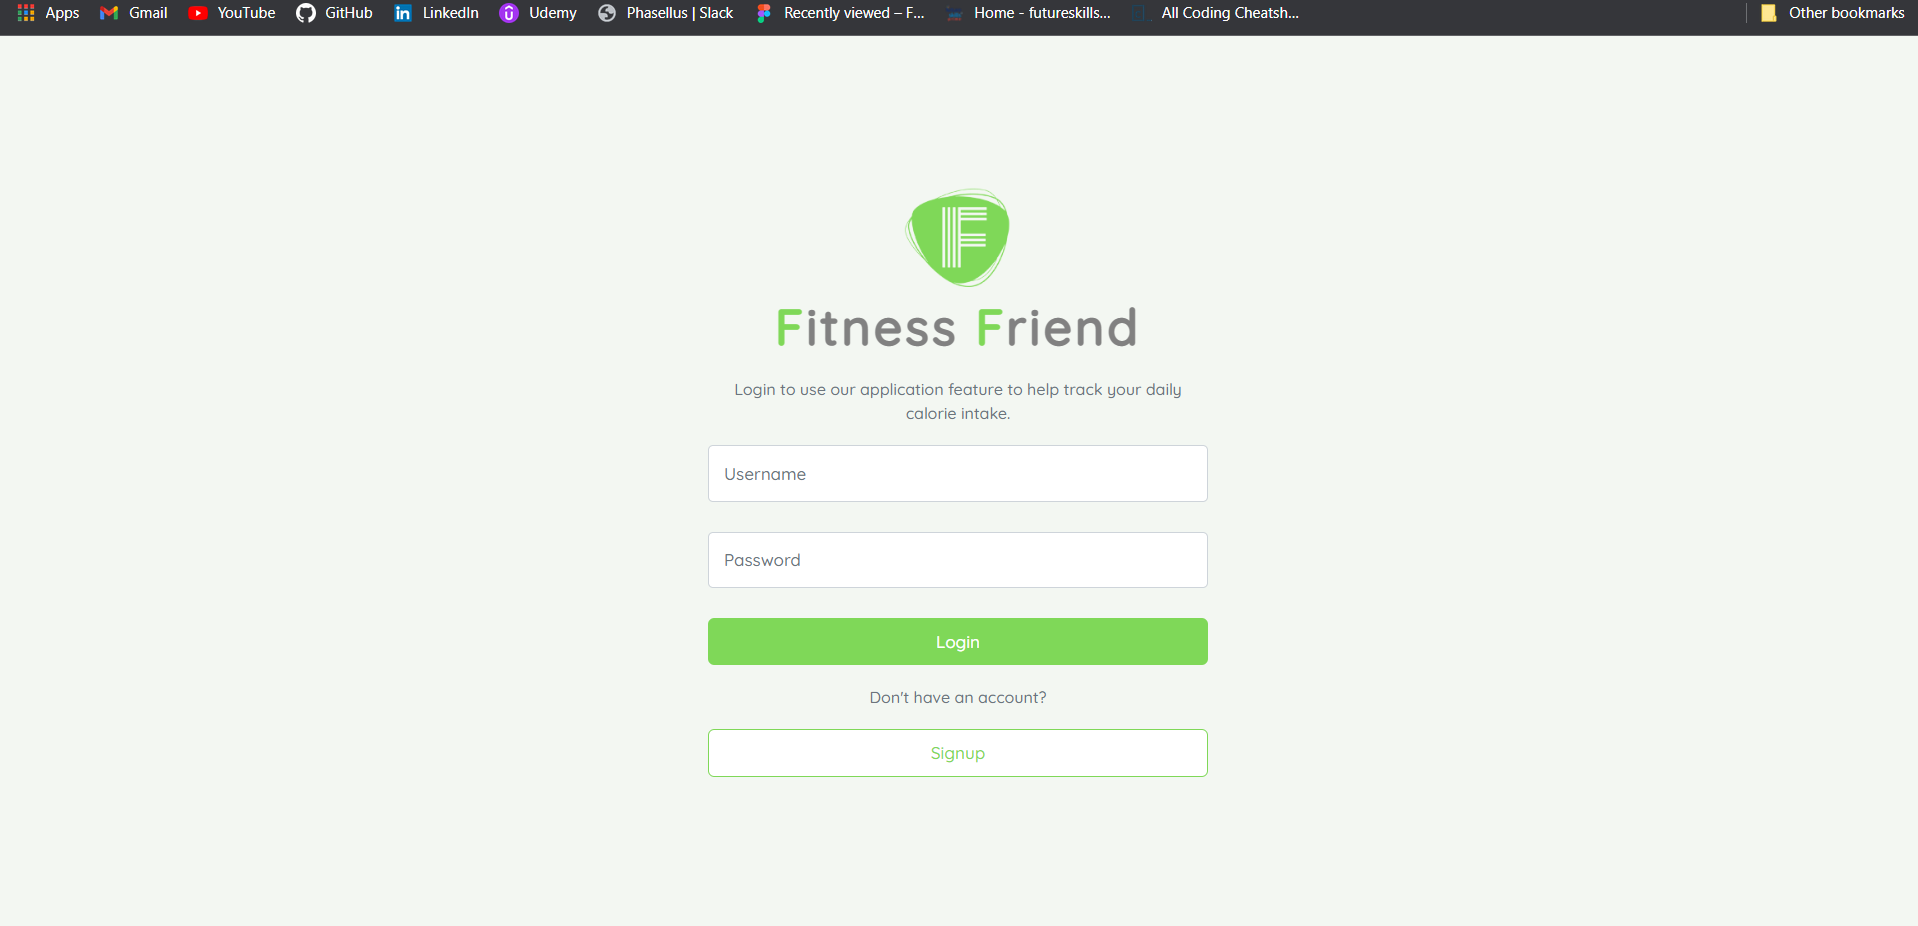 Apps Gmail YouTube GitHub LinkedIn Udemy Phasellus | Slack Recently viewed – F... Home - futureskills... All Coding Cheatsh... Other bookmarks
F
Fitness Friend
Login to use our application feature to help track your daily
calorie intake.
Username
Password
Login
Don't have an account?
Signup